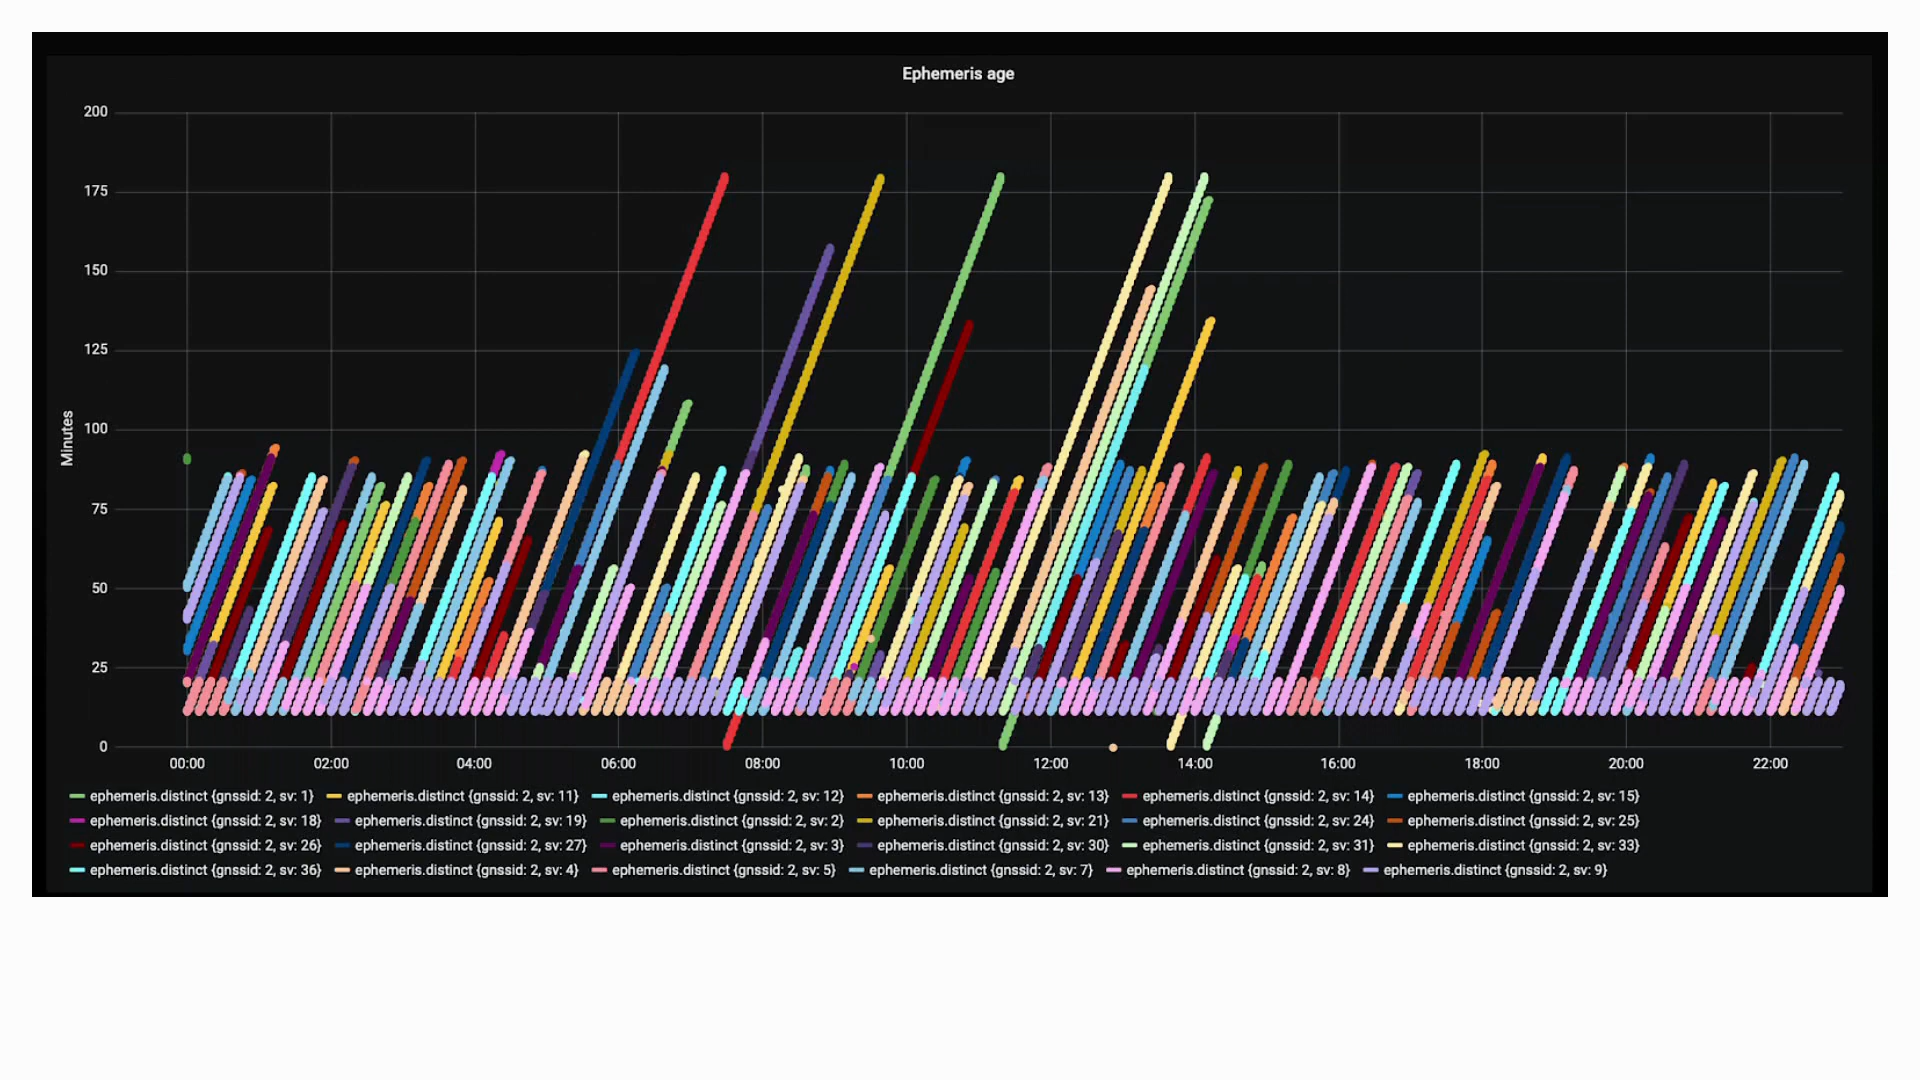 Ephemeris age
200
175
150
125
100
75
50
25
0
Minutes
00:00 02:00 04:00 06:00 08:00 10:00 12:00 14:00 16:00 18:00 20:00 22:00
ephemeris.distinct {gnssid: 2, sv: 1} ephemeris.distinct {gnssid: 2, sv: 11} ephemeris.distinct {gnssid: 2, sv: 12} ephemeris.distinct {gnssid: 2, sv: 13} ephemeris.distinct {gnssid: 2, sv: 14} ephemeris.distinct {gnssid: 2, sv: 15}
ephemeris.distinct {gnssid: 2, sv: 18} ephemeris.distinct {gnssid: 2, sv: 19} ephemeris.distinct {gnssid: 2, sv: 2} ephemeris.distinct {gnssid: 2, sv: 21} ephemeris.distinct {gnssid: 2, sv: 24} ephemeris.distinct {gnssid: 2, sv: 25}
ephemeris.distinct {gnssid: 2, sv: 26} ephemeris.distinct {gnssid: 2, sv: 27} ephemeris.distinct {gnssid: 2, sv: 3} ephemeris.distinct {gnssid: 2, sv: 30} ephemeris.distinct {gnssid: 2, sv: 31} ephemeris.distinct {gnssid: 2, sv: 33}
ephemeris.distinct {gnssid: 2, sv: 36} ephemeris.distinct {gnssid: 2, sv: 4} ephemeris.distinct {gnssid: 2, sv: 5} ephemeris.distinct {gnssid: 2, sv: 7} ephemeris.distinct {gnssid: 2, sv: 8} ephemeris.distinct {gnssid: 2, sv: 9}